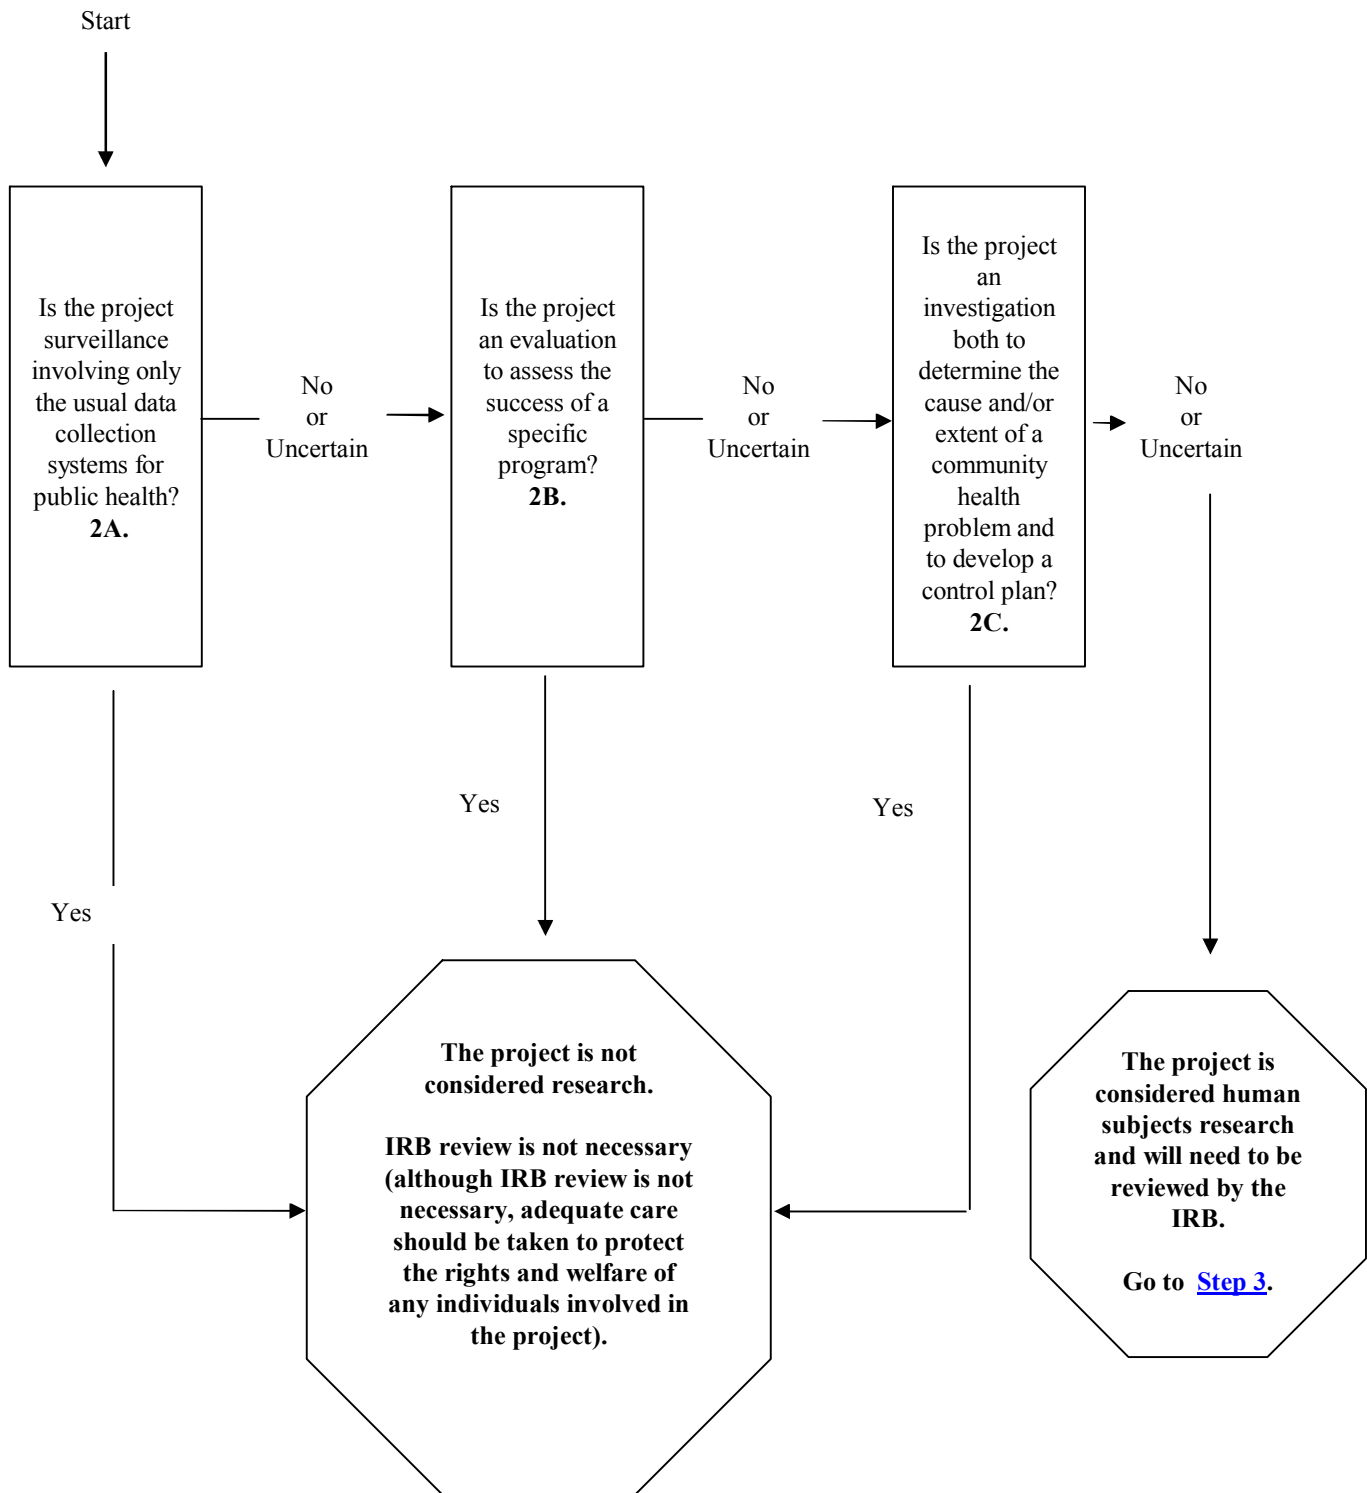 Start
Is the project
surveillance
involving only
the usual data
collection
systems for
public health?
2A.
No
or
Uncertain
Is the project
an evaluation
to assess the
success of a
specific
program?
2B.
No
or
Uncertain
Is the project
an
investigation
both to
determine the
cause and/or
extent of a
community
health
problem and
to develop a
control plan?
2C.
No
or
Uncertain
Yes
Yes
Yes
The project is not
considered research.
IRB review is not necessary
(although IRB review is not
necessary, adequate care
should be taken to protect
the rights and welfare of
any individuals involved in
the project).
The project is
considered human
subjects research
and will need to be
reviewed by the
IRB.
Go to Step 3.